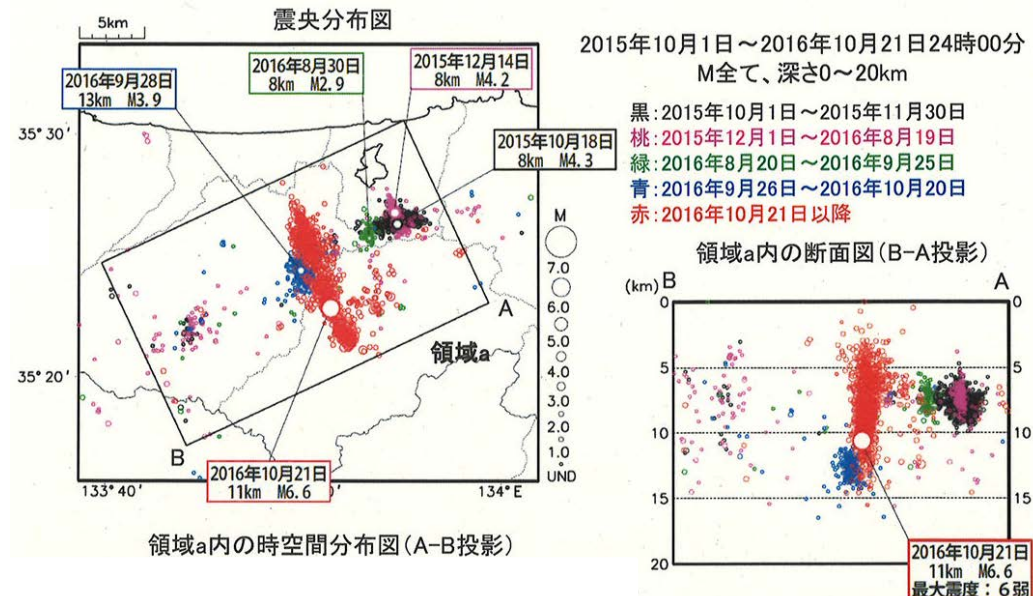 5km
震央分布図
2016年9月28日
13km M3.9
2016年8月30日
8km M2.9
2015年12月14日
8km M4.2
2015年10月18日
8km M4.3
35°30′
35°20′
A
領域a
B
2016年10月21日
11km M6.6
133°40′
134°E
M
7.0
6.0
5.0
4.0
3.0
2.0
1.0
UND
領域a内の時空間分布図(A-B投影)
2015年10月1日~2016年10月21日24時00分
M全て、深さ0~20km
黒:2015年10月1日~2015年11月30日
桃:2015年12月1日~2016年8月19日
緑:2016年8月20日~2016年9月25日
青:2016年9月26日~2016年10月20日
赤:2016年10月21日以降
領域a内の断面図(B-A投影)
B
A
(km)
0
0
5
5
10
10
15
15
20
2016年10月21日
11km M6.6
最大震度:6弱